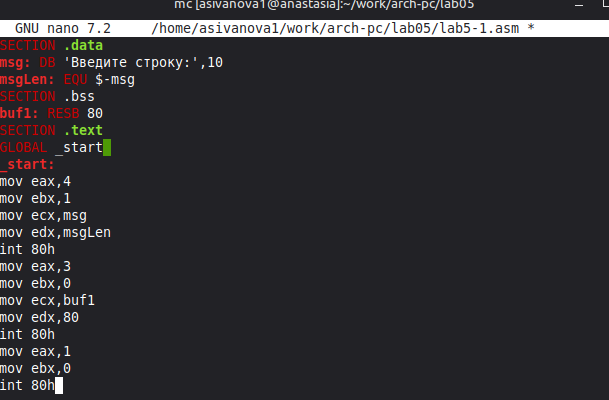 mc [asivanova1@anastasia]:~/work/arch-pc/lab05
GNU nano 7.2 /home/asivanova1/work/arch-pc/lab05/lab5-1.asm *
SECTION .data
msg: DB 'Введите строку:',10
msgLen: EQU $-msg
SECTION .bss
buf1: RESB 80
SECTION .text
GLOBAL _start
_start:
mov eax,4
mov ebx,1
mov ecx,msg
mov edx,msgLen
int 80h
mov eax,3
mov ebx,0
mov ecx,buf1
mov edx,80
int 80h
mov eax,1
mov ebx,0
int 80h